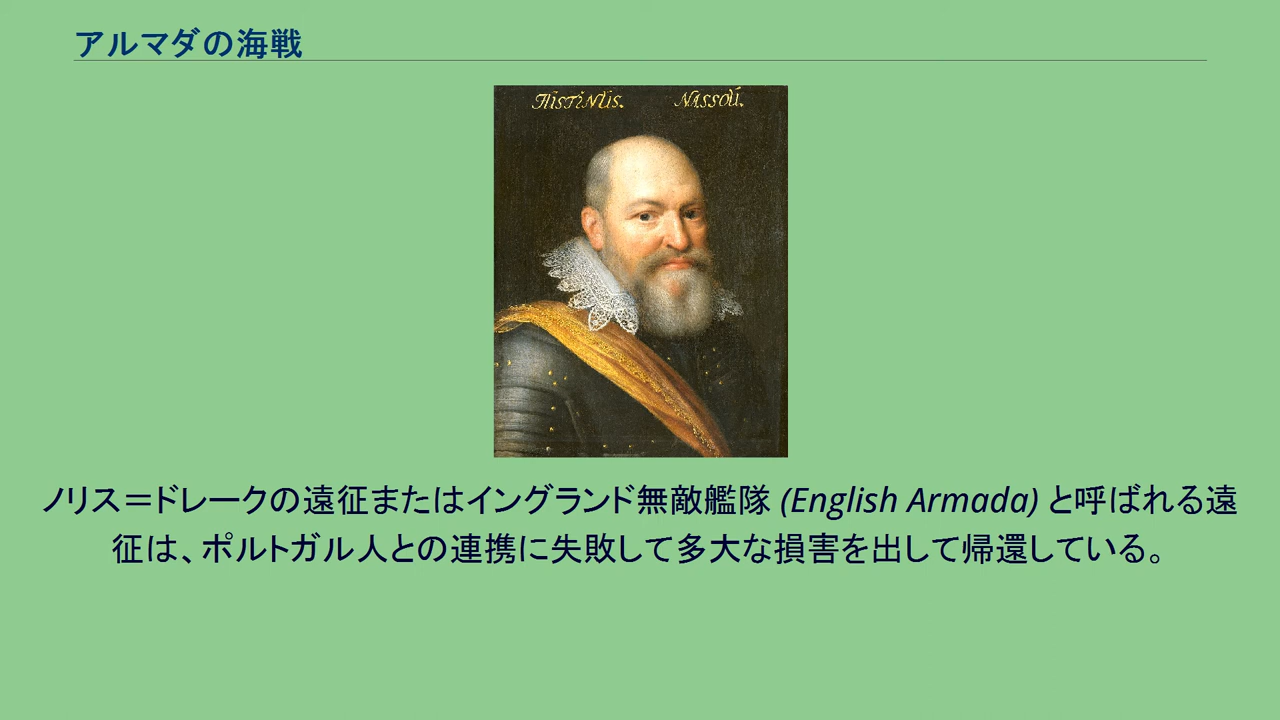 アルマダの海戦
HISTINUS. NASSOU.
ノリス＝ドレークの遠征またはイングランド無敵艦隊 (English Armada) と呼ばれる遠
征は、ポルトガル人との連携に失敗して多大な損害を出して帰還している。